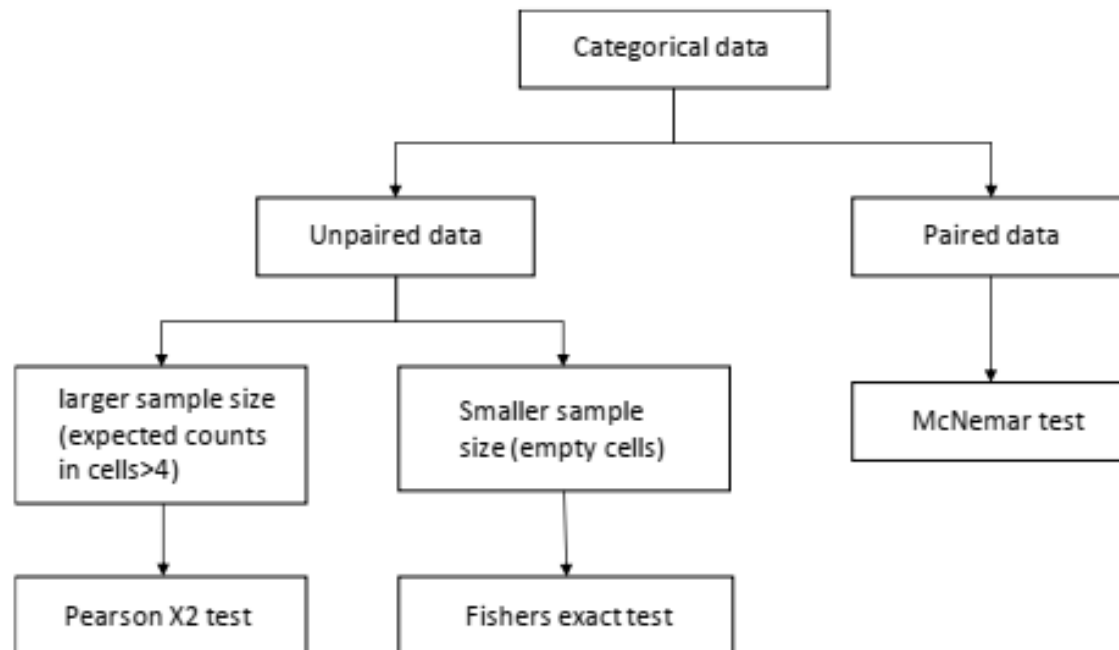 Categorical data
Unpaired data
Paired data
larger sample size
(expected counts
in cells>4)
Smaller sample
size (empty cells)
McNemar test
Pearson X2 test
Fishers exact test